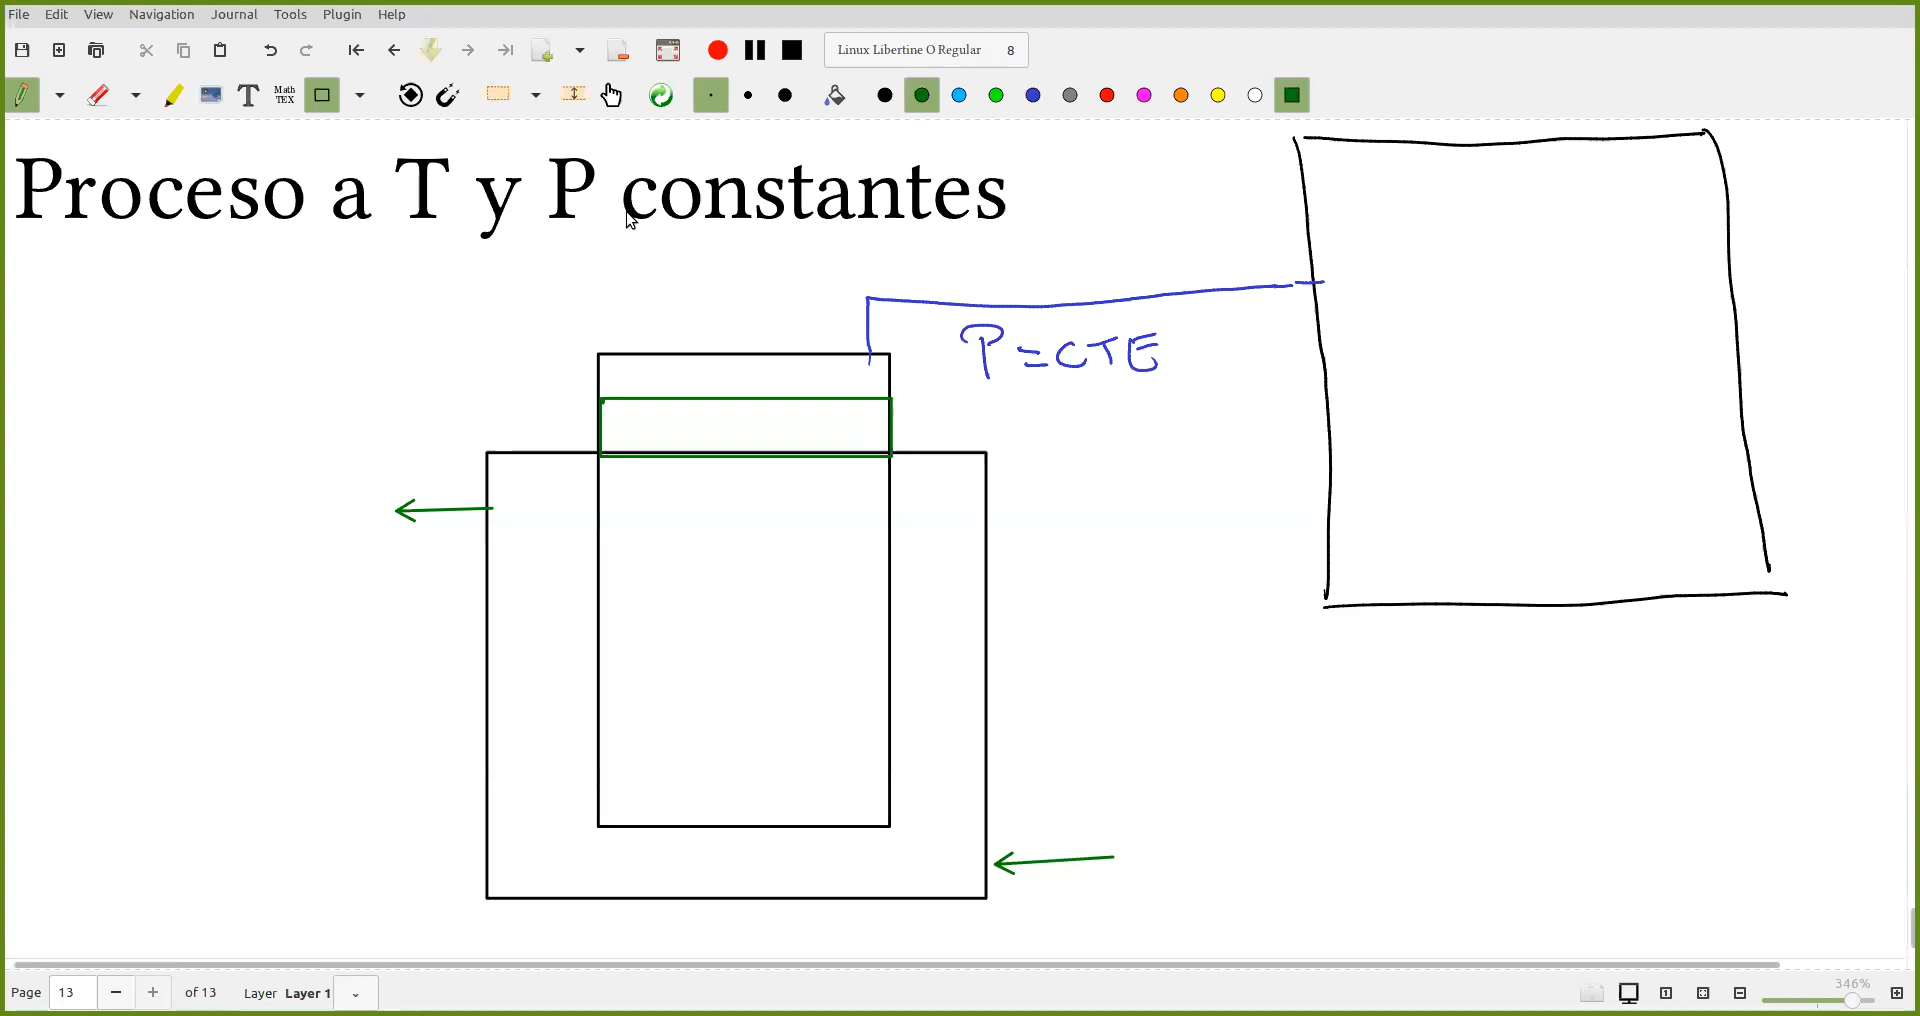 File Edit View Navigation Journal Tools Plugin Help
Linux Libertine O Regular 8
T Math TEX
Proceso a T y P constantes
P = CTE
Page 13 of 13 Layer Layer 1 346%